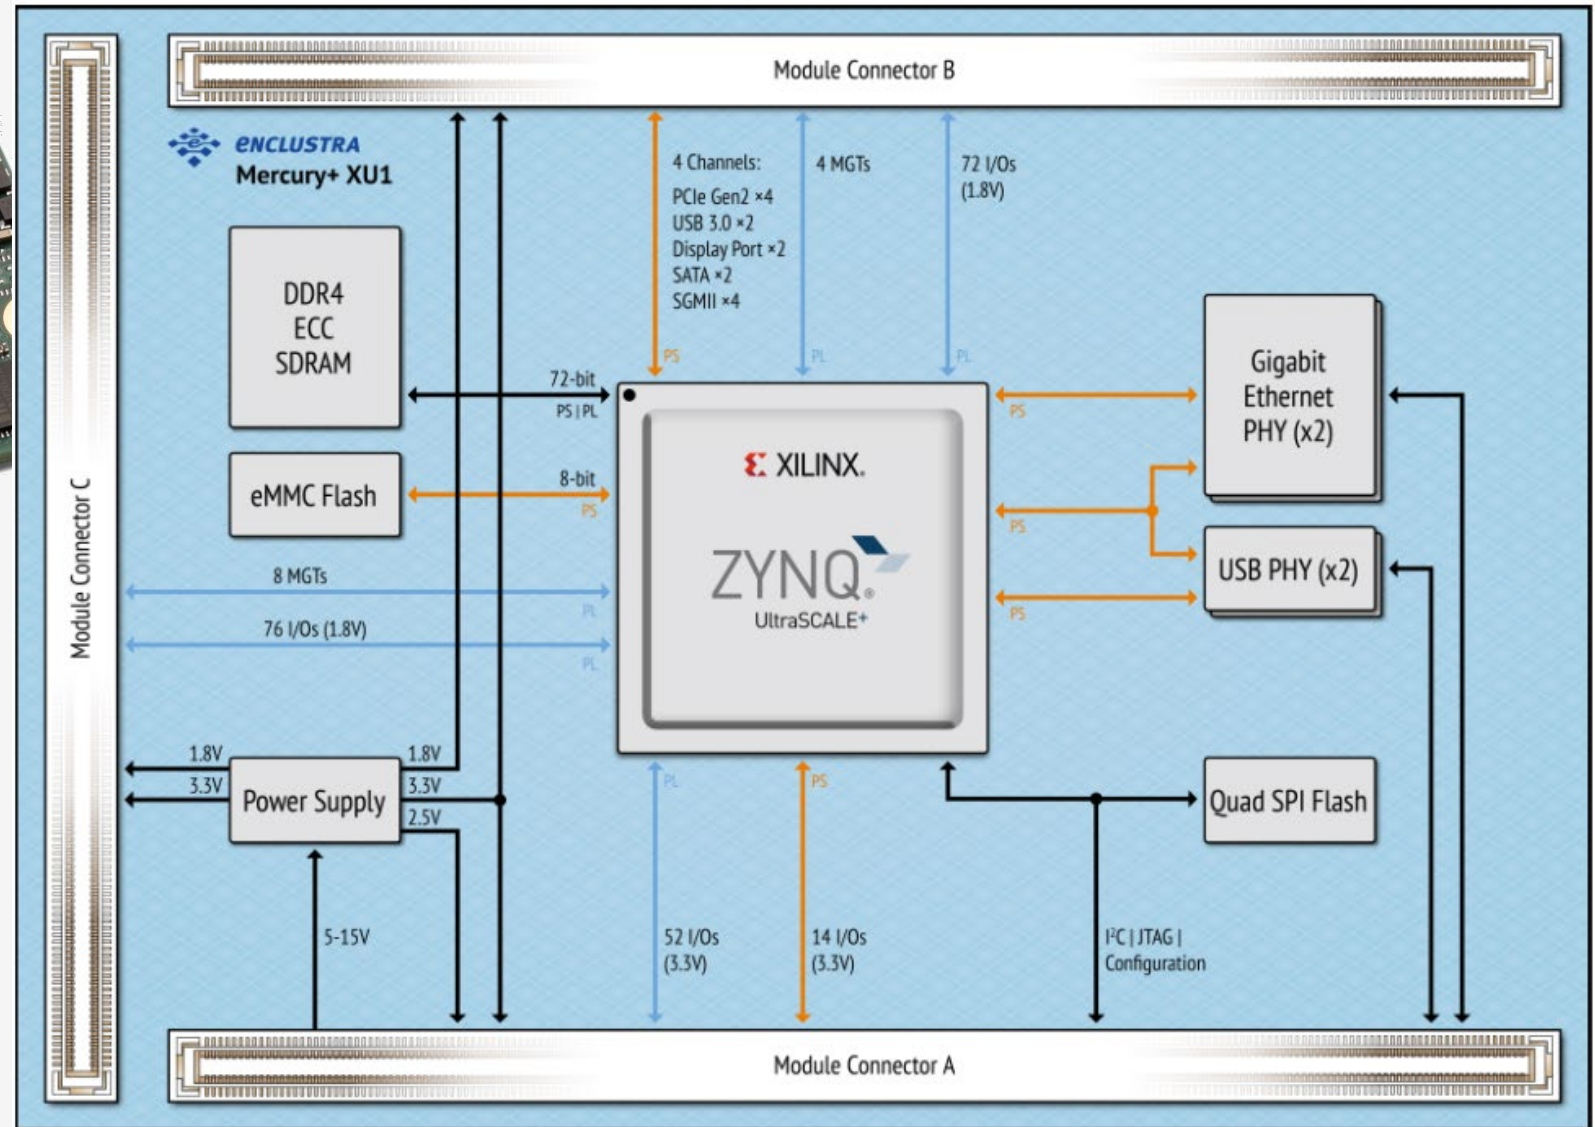 Module Connector B
ENCLUSTRA
Mercury+ XU1
4 Channels:
PCIe Gen2 ×4
USB 3.0 ×2
Display Port ×2
SATA ×2
SGMII ×4
4 MGTs
72 I/Os
(1.8V)
PS
PL
PL
DDR4
ECC
SDRAM
72-bit
PS | PL
eMMC Flash
8-bit
PS
Module Connector C
8 MGTs
PL
76 I/Os (1.8V)
PL
XILINX.
ZYNQ®
UltraSCALE+
PS
Gigabit
Ethernet
PHY (x2)
PS
USB PHY (x2)
PS
1.8V
3.3V
Power Supply
1.8V
3.3V
2.5V
5-15V
PL
PS
Quad SPI Flash
52 I/Os
(3.3V)
14 I/Os
(3.3V)
I²C | JTAG |
Configuration
Module Connector A